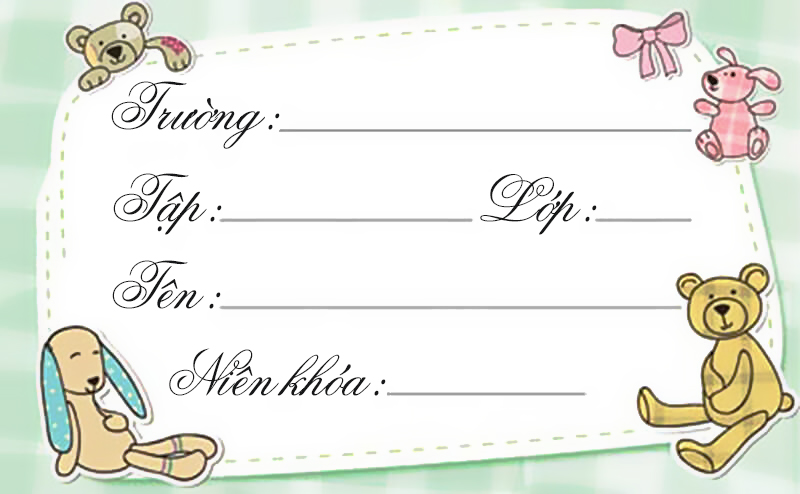 Trường :
Tập : Lớp :
Tên :
Niên khóa :